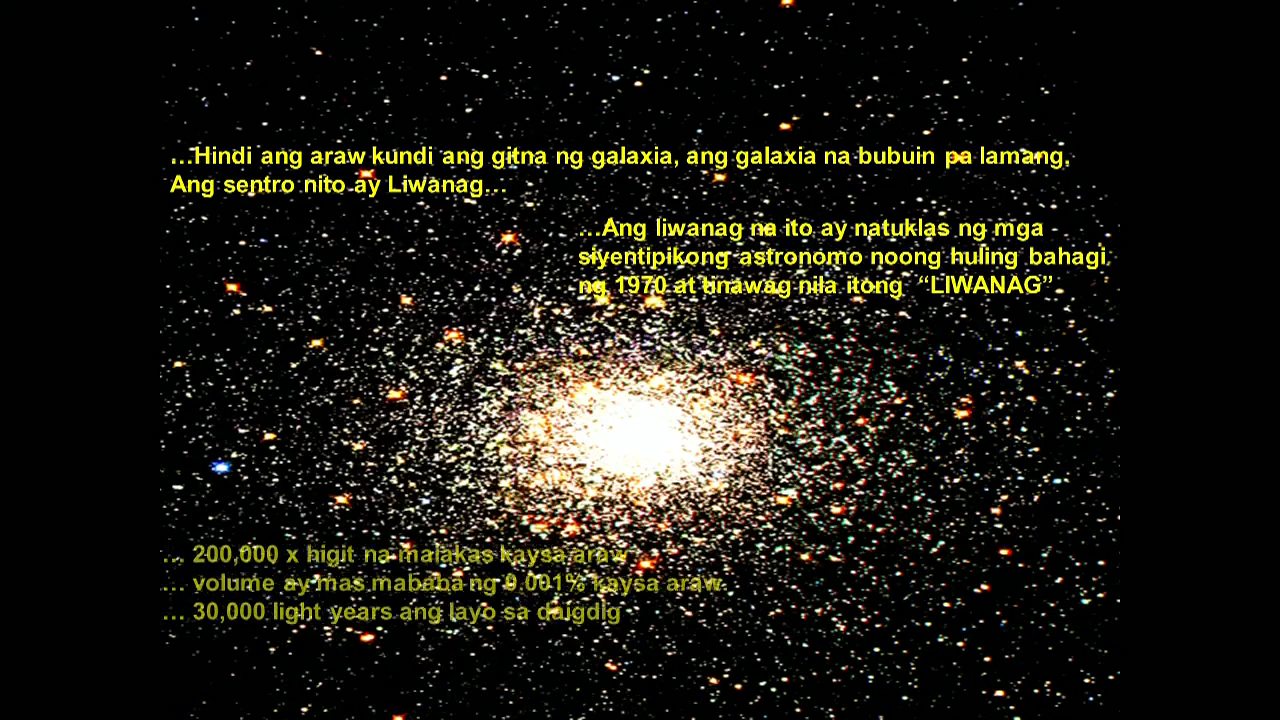 …Hindi ang araw kundi ang gitna ng galaxia, ang galaxia na bubuin pa lamang.
Ang sentro nito ay Liwanag…
…Ang liwanag na ito ay natuklas ng mga
siyentipikong astronomo noong huling bahagi
ng 1970 at tinawag nila itong “LIWANAG”
… 200,000 x higit na malakas kaysa araw
… volume ay mas mababa ng 0.001% kaysa araw.
… 30,000 light years ang layo sa daigdig